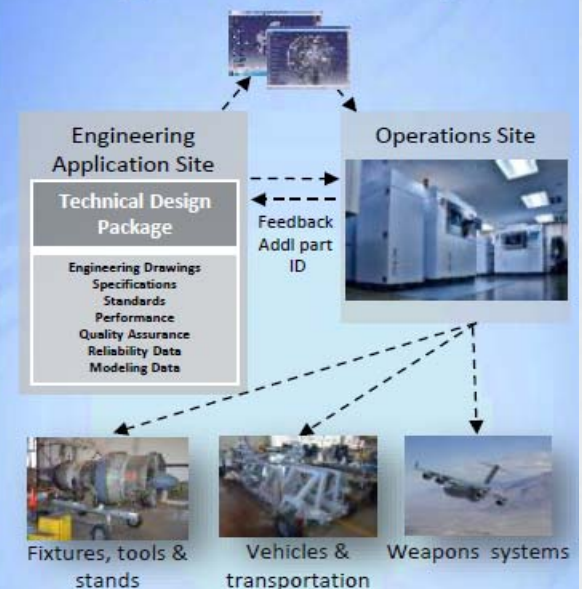 Engineering
Application Site
Technical Design
Package
Engineering Drawings
Specifications
Standards
Performance
Quality Assurance
Reliability Data
Modeling Data
Feedback
Addl part
ID
Operations Site
Fixtures, tools &
stands
Vehicles &
transportation
Weapons systems